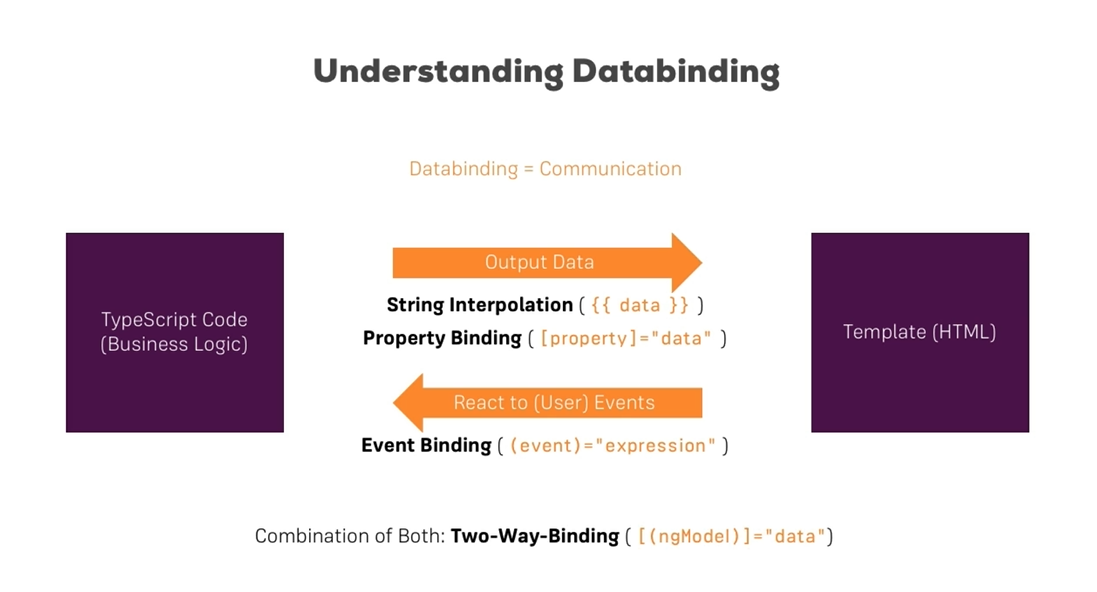 Understanding Databinding
Databinding = Communication
TypeScript Code
(Business Logic)
Output Data
String Interpolation ( {{ data }} )
Property Binding ( [property]="data" )
React to (User) Events
Event Binding ( (event)="expression" )
Template (HTML)
Combination of Both: Two-Way-Binding ( [(ngModel)]="data")